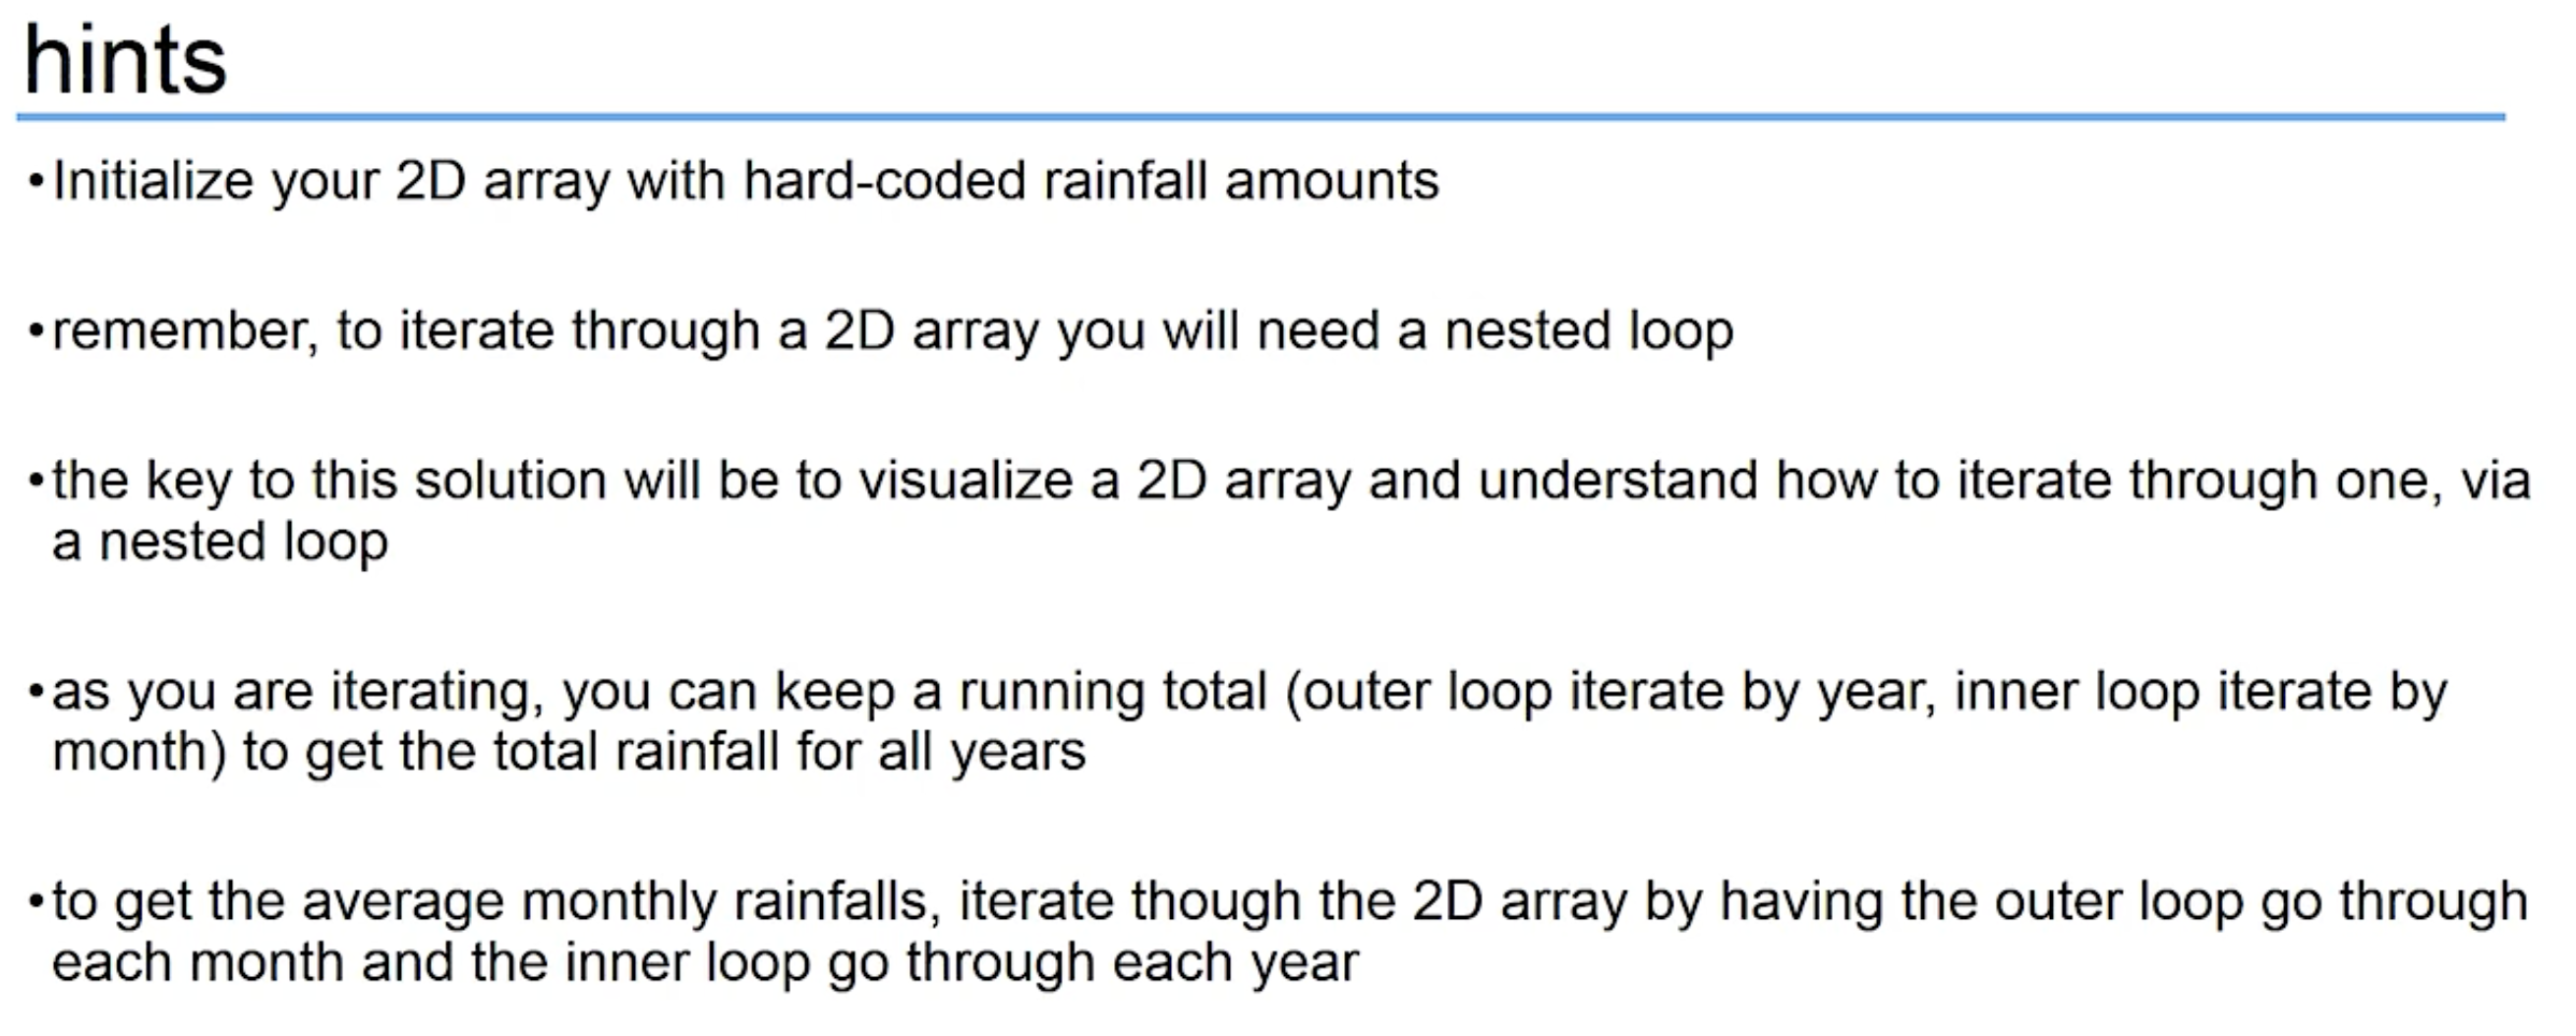 hints
•Initialize your 2D array with hard-coded rainfall amounts
•remember, to iterate through a 2D array you will need a nested loop
•the key to this solution will be to visualize a 2D array and understand how to iterate through one, via
a nested loop
•as you are iterating, you can keep a running total (outer loop iterate by year, inner loop iterate by
month) to get the total rainfall for all years
•to get the average monthly rainfalls, iterate though the 2D array by having the outer loop go through
each month and the inner loop go through each year